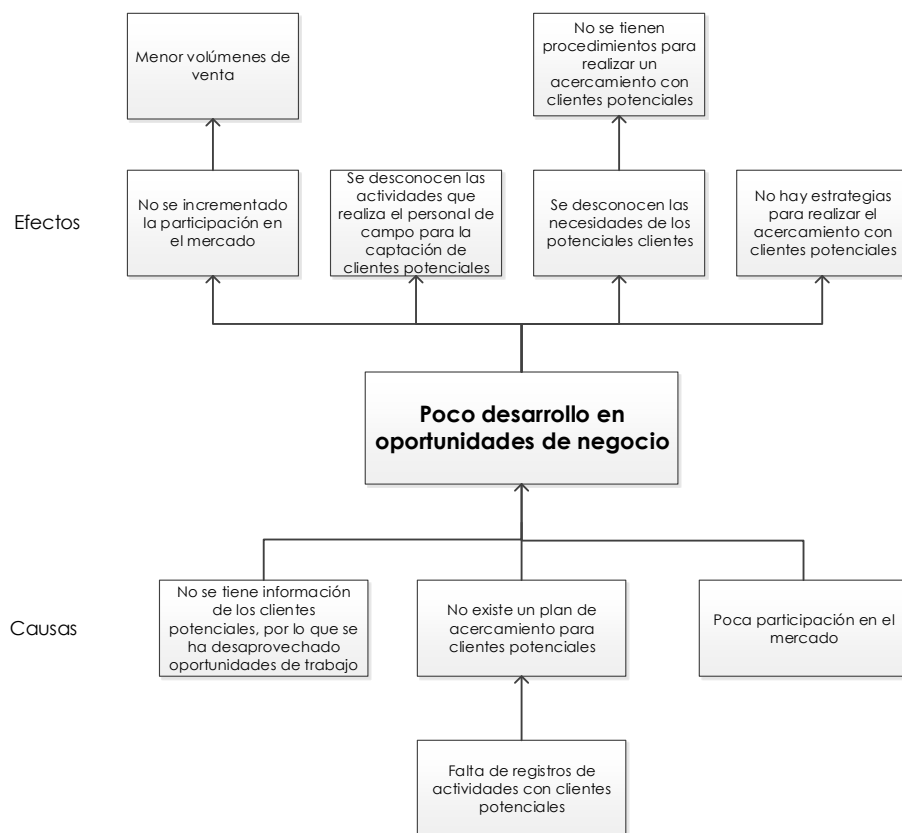 Menor volúmenes de
venta
No se tienen
procedimientos para
realizar un
acercamiento con
clientes potenciales
Efectos
No se incrementado
la participación en
el mercado
Se desconocen las
actividades que
realiza el personal de
campo para la
captación de
clientes potenciales
Se desconocen las
necesidades de los
potenciales clientes
No hay estrategias
para realizar el
acercamiento con
clientes potenciales
Poco desarrollo en
oportunidades de negocio
Causas
No se tiene información
de los clientes
potenciales, por lo que se
ha desaprovechado
oportunidades de trabajo
No existe un plan de
acercamiento para
clientes potenciales
Poca participación en el
mercado
Falta de registros de
actividades con clientes
potenciales